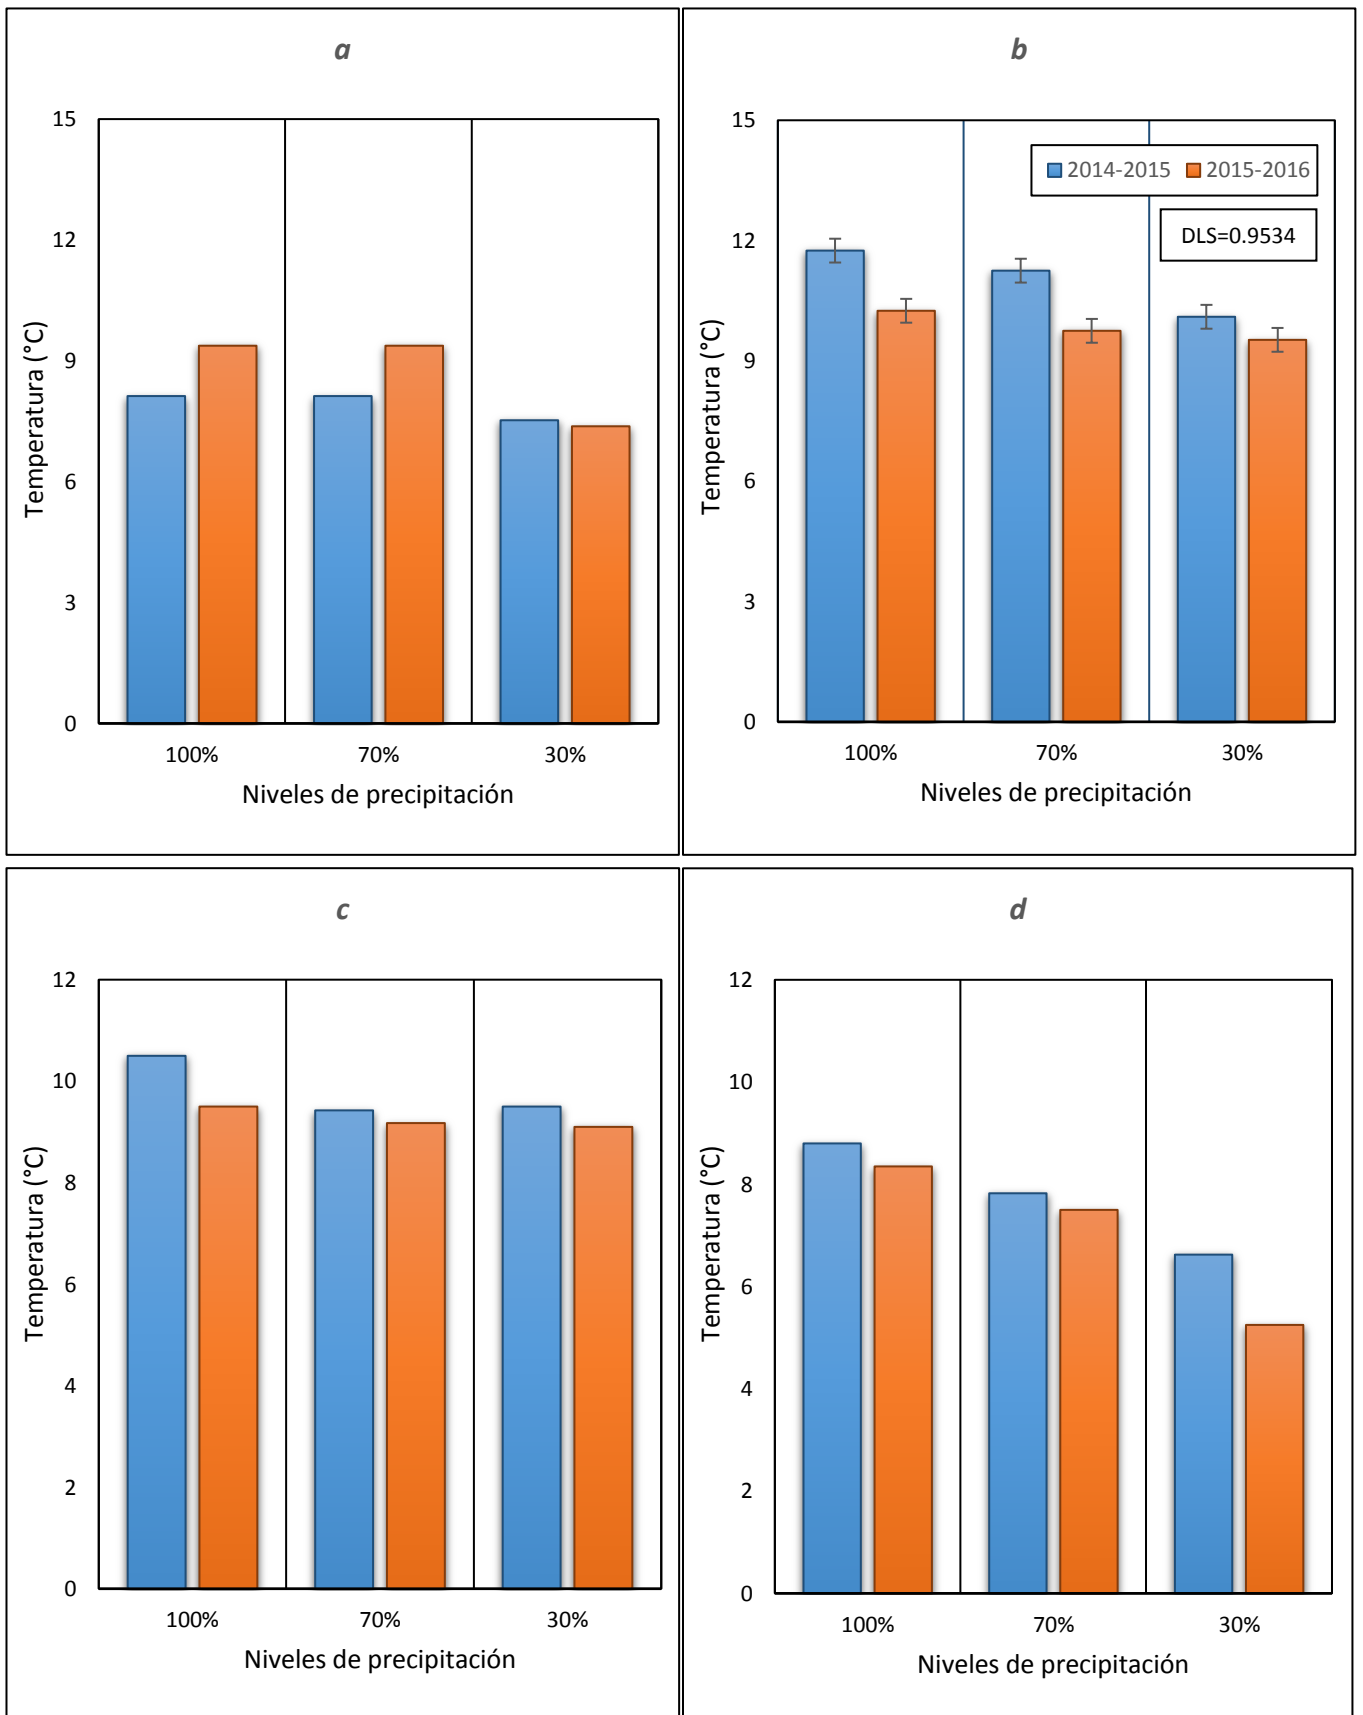 a
15
12
9
6
3
0
Temperatura (°C)
100% 70% 30%
Niveles de precipitación
b
15
12
9
6
3
0
Temperatura (°C)
2014-2015 2015-2016
DLS=0.9534
100% 70% 30%
Niveles de precipitación
c
12
10
8
6
4
2
0
Temperatura (°C)
100% 70% 30%
Niveles de precipitación
d
12
10
8
6
4
2
0
Temperatura (°C)
100% 70% 30%
Niveles de precipitación